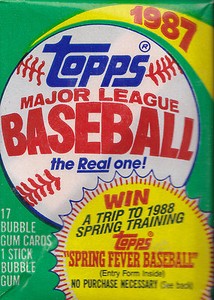 1987
topps®
MAJOR LEAGUE
BASEBALL
the Real one!
WIN
A TRIP TO 1988
SPRING TRAINING
Topps
"SPRING FEVER BASEBALL"
(Entry Form Inside)
NO PURCHASE NECESSARY (See back)
17
BUBBLE
GUM CARDS
1 STICK
BUBBLE
GUM